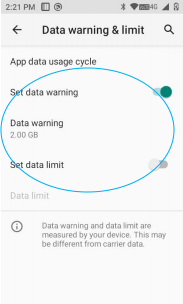 2:21 PM 4G
Data warning & limit
App data usage cycle
Set data warning
Data warning
2.00 GB
Set data limit
Data limit
Data warning and data limit are
measured by your device. This may
be different from carrier data.